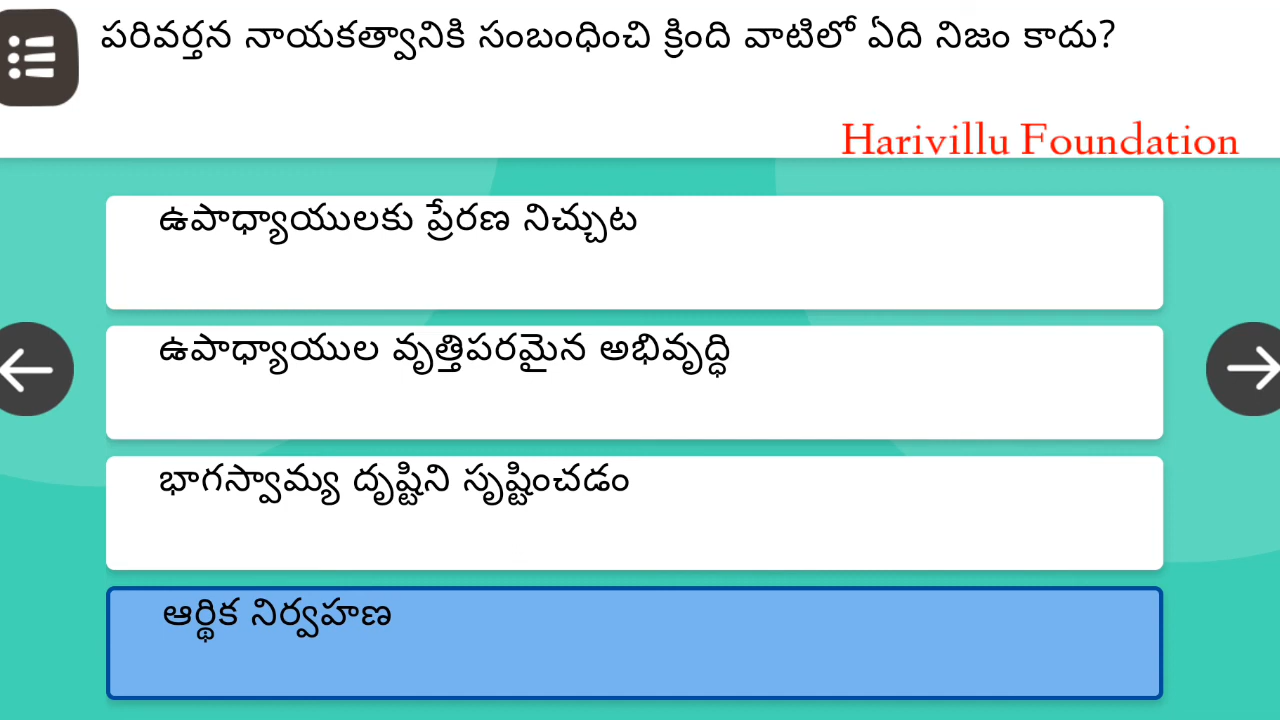 పరివర్తన నాయకత్వానికి సంబంధించి క్రింది వాటిలో ఏది నిజం కాదు?
Harivillu Foundation
ఉపాధ్యాయులకు ప్రేరణ నిచ్చుట
ఉపాధ్యాయుల వృత్తిపరమైన అభివృద్ధి
భాగస్వామ్య దృష్టిని సృష్టించడం
ఆర్థిక నిర్వహణ